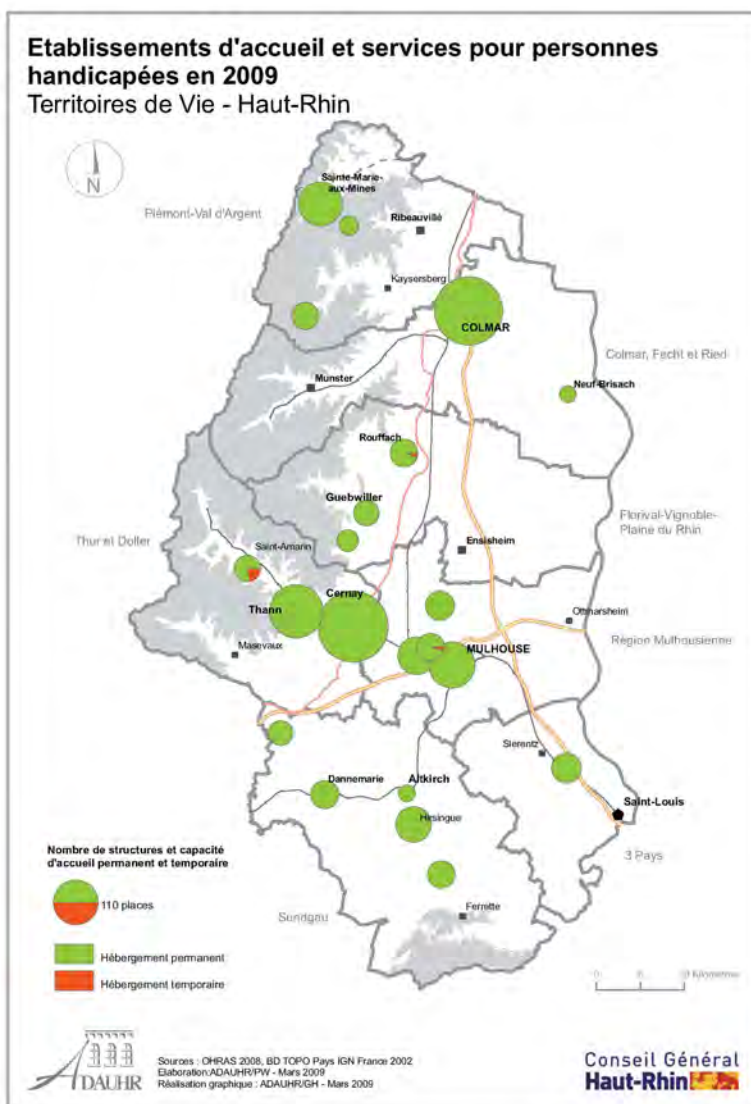 Etablissements d'accueil et services pour personnes
handicapées en 2009
Territoires de Vie - Haut-Rhin
N
Sainte-Marie-
aux-Mines
Piémont-Val d'Argent
Ribeauvillé
Kaysersberg
COLMAR
Colmar, Fecht et Ried
Munster
Neuf-Brisach
Rouffach
Guebwiller
Florival-Vignoble-
Plaine du Rhin
Thur et Doller
Saint-Amarin
Ensisheim
Cernay
Thann
Ottmarsheim
Région Mulhousienne
MULHOUSE
Masevaux
Sierentz
Dannemarie
Altkirch
Saint-Louis
Hirsingue
3 Pays
Nombre de structures et capacité
d'accueil permanent et temporaire
110 places
Sundgau
Ferrette
Hébergement permanent
Hébergement temporaire
Kilomètres
ADAUHR
Sources : OHRAS 2008, BD TOPO Pays IGN France 2002
Elaboration:ADAUHR/PW - Mars 2009
Réalisation graphique : ADAUHR/GH - Mars 2009
Conseil Général
Haut-Rhin